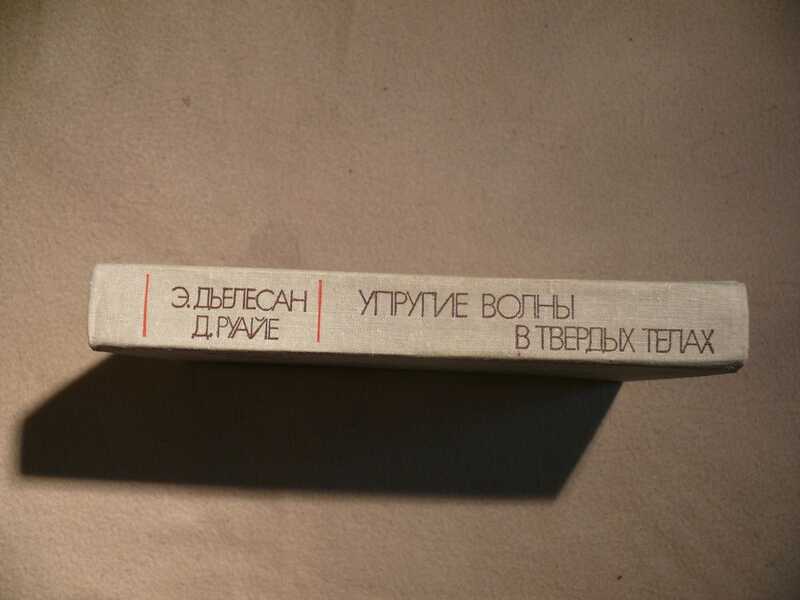 Э. ДЬЕЛЕСАН
Д. РУАЙЕ
УПРУГИЕ ВОЛНЫ
В ТВЕРДЫХ ТЕЛАХ